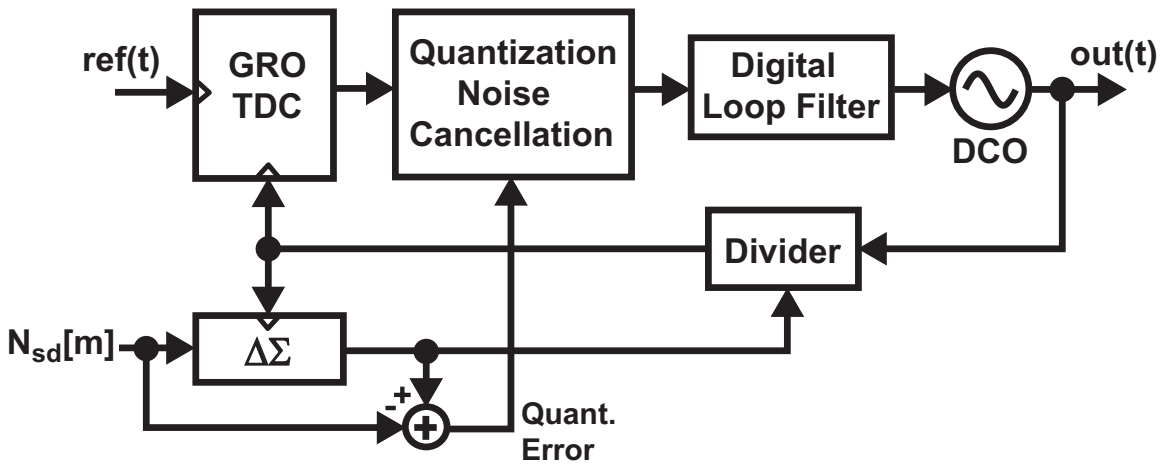 ref(t)
GRO
TDC
Quantization
Noise
Cancellation
Digital
Loop Filter
DCO
out(t)
Divider
N_sd[m]
ΔΣ
-
+
+
Quant.
Error